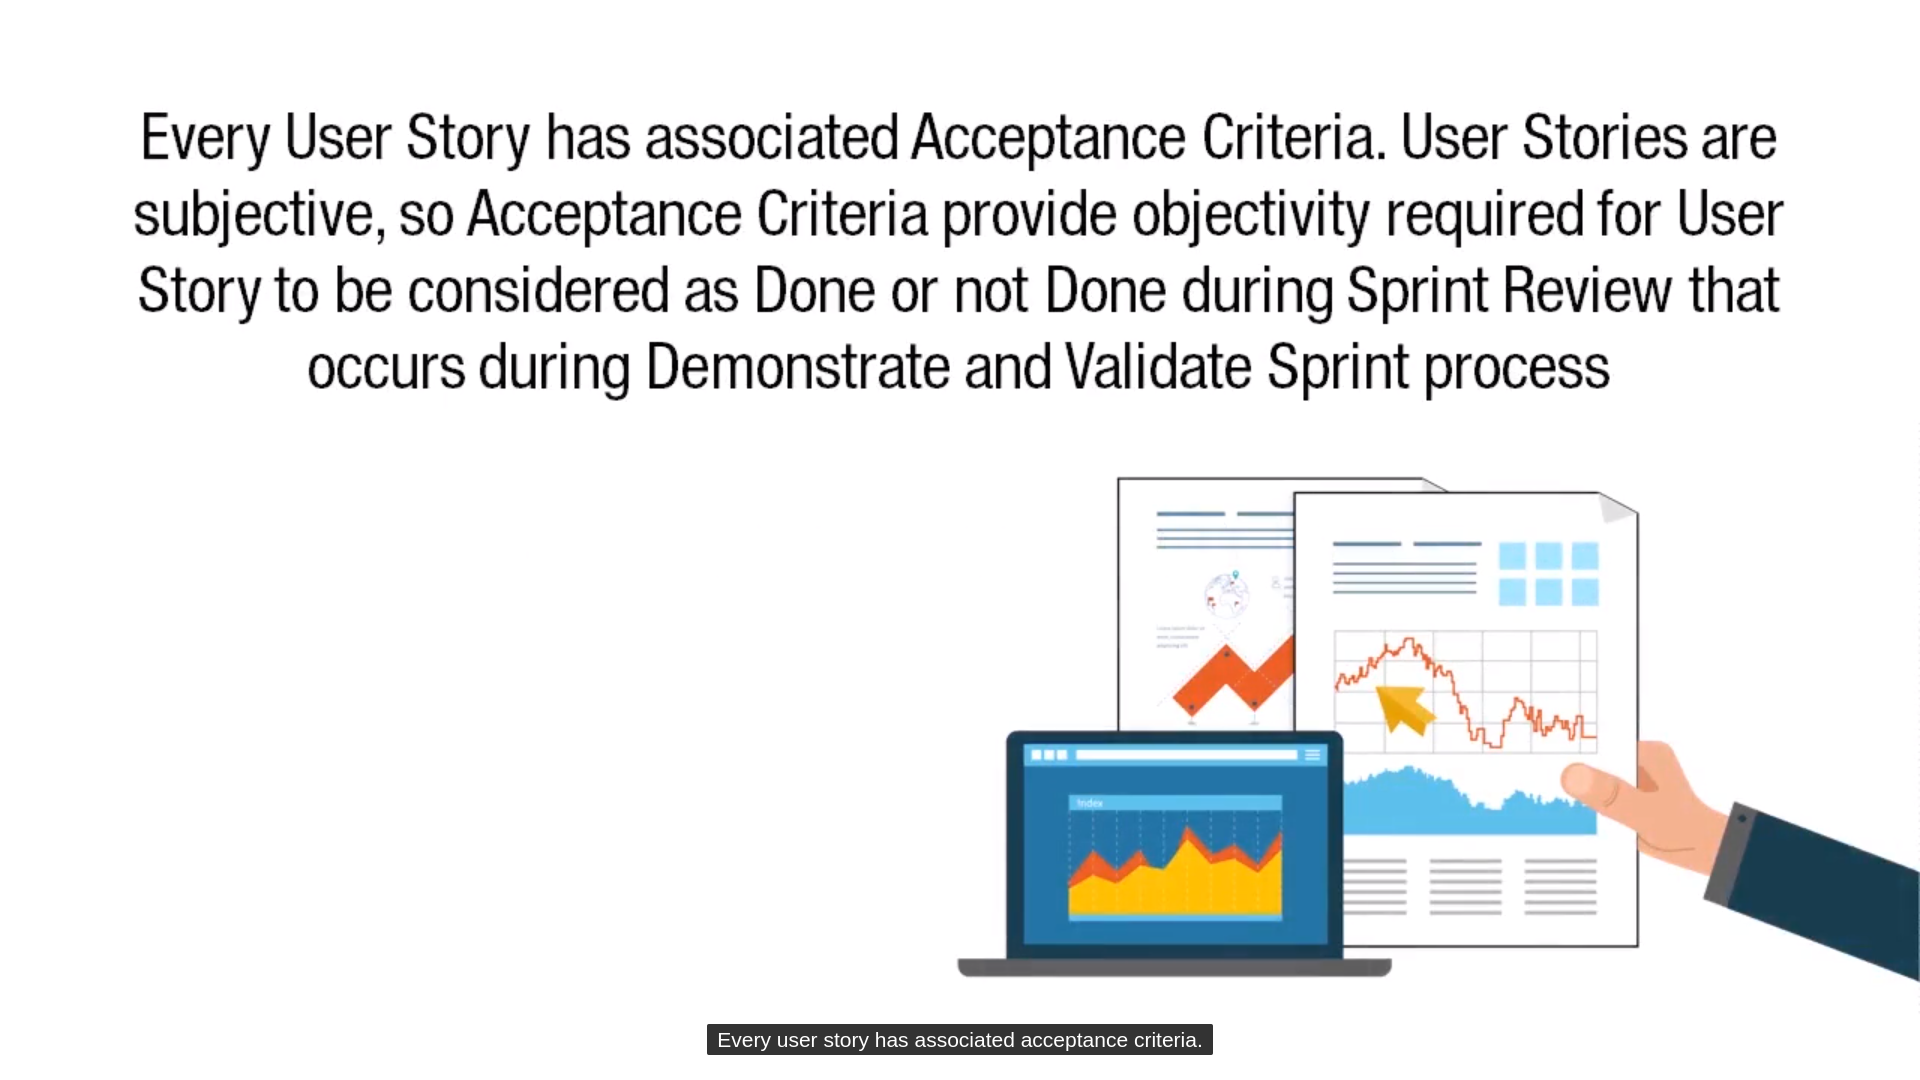 Every User Story has associated Acceptance Criteria. User Stories are
subjective, so Acceptance Criteria provide objectivity required for User
Story to be considered as Done or not Done during Sprint Review that
occurs during Demonstrate and Validate Sprint process
Index
Every user story has associated acceptance criteria.